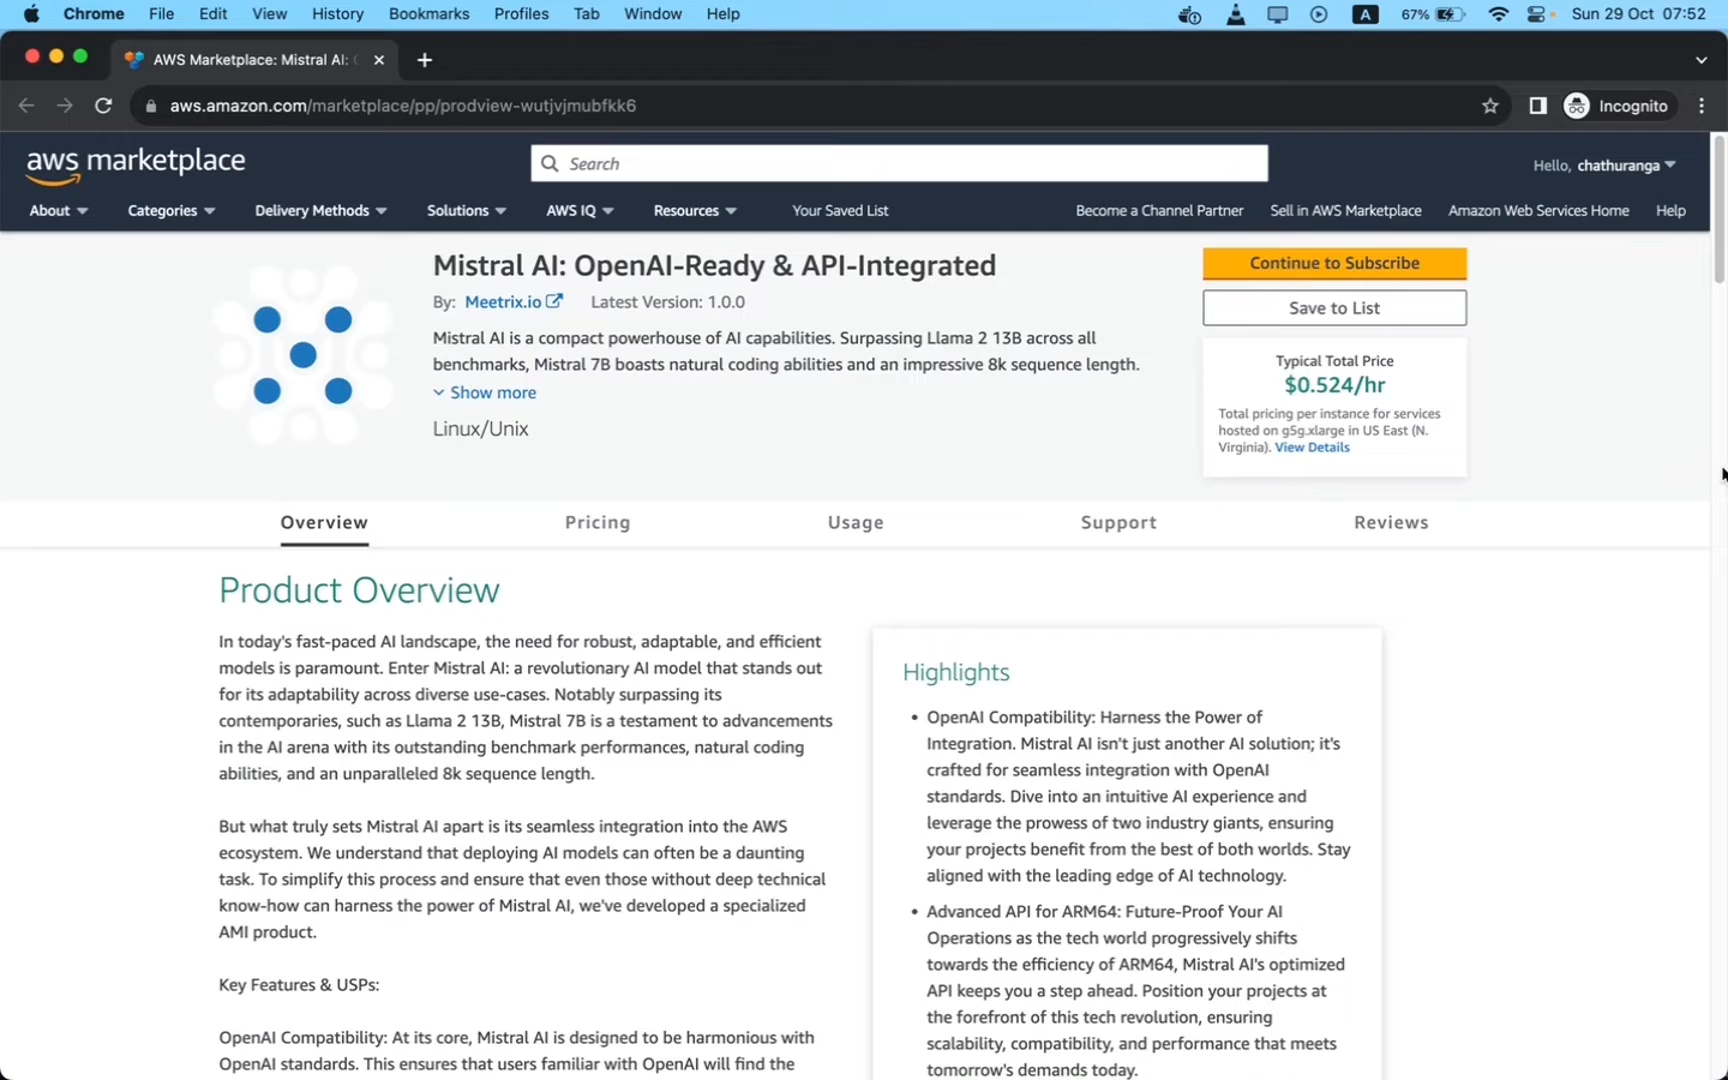 Chrome File Edit View History Bookmarks Profiles Tab Window Help A 67% Sun 29 Oct 07:52
AWS Marketplace: Mistral AI:
aws.amazon.com/marketplace/pp/prodview-wutjvjmubfkk6 Incognito
aws marketplace Search Hello, chathuranga
About Categories Delivery Methods Solutions AWS IQ Resources Your Saved List Become a Channel Partner Sell in AWS Marketplace Amazon Web Services Home Help
Mistral AI: OpenAI-Ready & API-Integrated
By: Meetrix.io Latest Version: 1.0.0
Mistral AI is a compact powerhouse of AI capabilities. Surpassing Llama 2 13B across all
benchmarks, Mistral 7B boasts natural coding abilities and an impressive 8k sequence length.
Show more
Linux/Unix
Continue to Subscribe
Save to List
Typical Total Price
$0.524/hr
Total pricing per instance for services
hosted on g5g.xlarge in US East (N.
Virginia). View Details
Overview Pricing Usage Support Reviews
Product Overview
In today's fast-paced AI landscape, the need for robust, adaptable, and efficient
models is paramount. Enter Mistral AI: a revolutionary AI model that stands out
for its adaptability across diverse use-cases. Notably surpassing its
contemporaries, such as Llama 2 13B, Mistral 7B is a testament to advancements
in the AI arena with its outstanding benchmark performances, natural coding
abilities, and an unparalleled 8k sequence length.
But what truly sets Mistral AI apart is its seamless integration into the AWS
ecosystem. We understand that deploying AI models can often be a daunting
task. To simplify this process and ensure that even those without deep technical
know-how can harness the power of Mistral AI, we've developed a specialized
AMI product.
Key Features & USPs:
OpenAI Compatibility: At its core, Mistral AI is designed to be harmonious with
OpenAI standards. This ensures that users familiar with OpenAI will find the
Highlights
• OpenAI Compatibility: Harness the Power of
Integration. Mistral AI isn't just another AI solution; it's
crafted for seamless integration with OpenAI
standards. Dive into an intuitive AI experience and
leverage the prowess of two industry giants, ensuring
your projects benefit from the best of both worlds. Stay
aligned with the leading edge of AI technology.
• Advanced API for ARM64: Future-Proof Your AI
Operations as the tech world progressively shifts
towards the efficiency of ARM64, Mistral AI's optimized
API keeps you a step ahead. Position your projects at
the forefront of this tech revolution, ensuring
scalability, compatibility, and performance that meets
tomorrow's demands today.